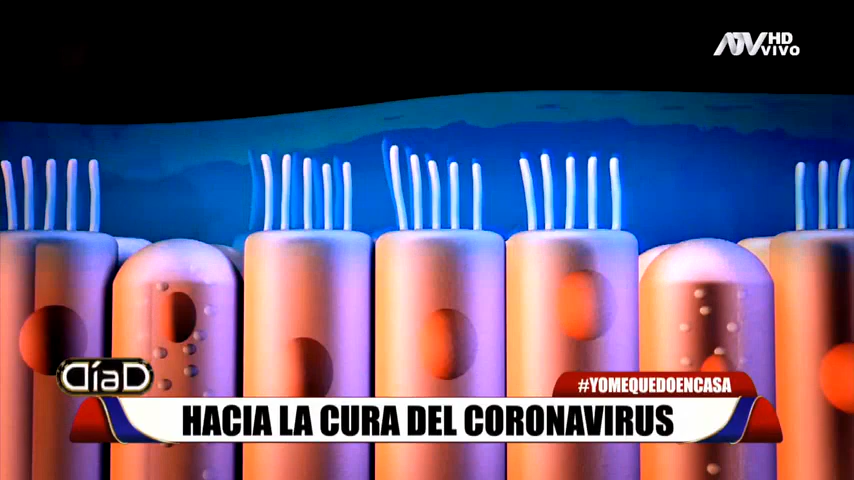 ATV HD
VIVO
DíaD
#YOMEQUEDOENCASA
HACIA LA CURA DEL CORONAVIRUS